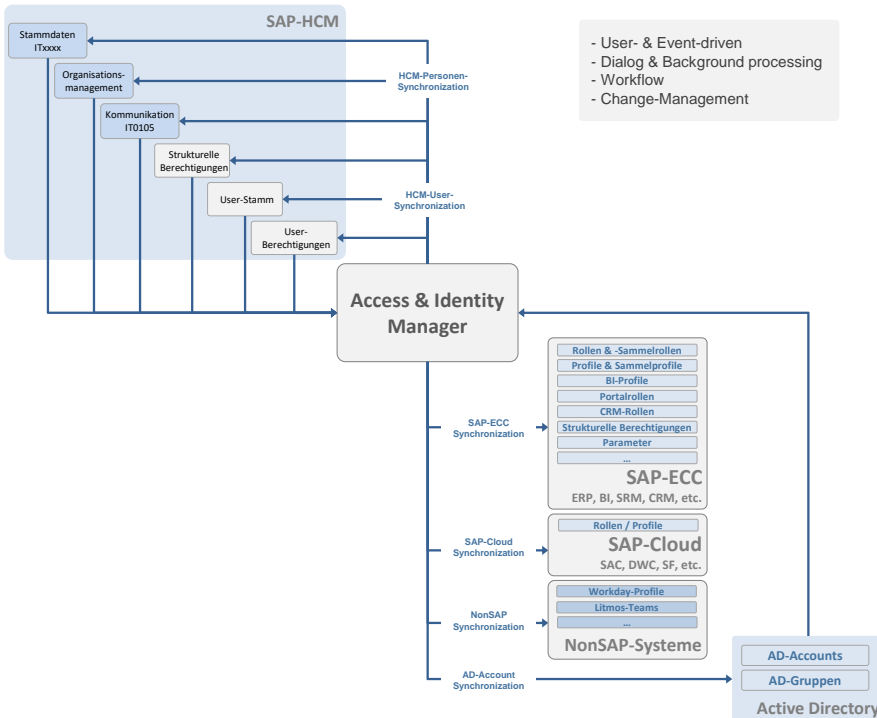 SAP-HCM
Stammdaten
ITxxxx
Organisations-
management
Kommunikation
IT0105
Strukturelle
Berechtigungen
User-Stamm
User-
Berechtigungen
HCM-Personen-
Synchronization
HCM-User-
Synchronization
- User- & Event-driven
- Dialog & Background processing
- Workflow
- Change-Management
Access & Identity
Manager
SAP-ECC
Synchronization
Rollen & -Sammelrollen
Profile & Sammelprofile
BI-Profile
Portalrollen
CRM-Rollen
Strukturelle Berechtigungen
Parameter
...
SAP-ECC
ERP, BI, SRM, CRM, etc.
SAP-Cloud
Synchronization
Rollen / Profile
SAP-Cloud
SAC, DWC, SF, etc.
NonSAP
Synchronization
Workday-Profile
Litmos-Teams
...
NonSAP-Systeme
AD-Account
Synchronization
AD-Accounts
AD-Gruppen
Active Directory